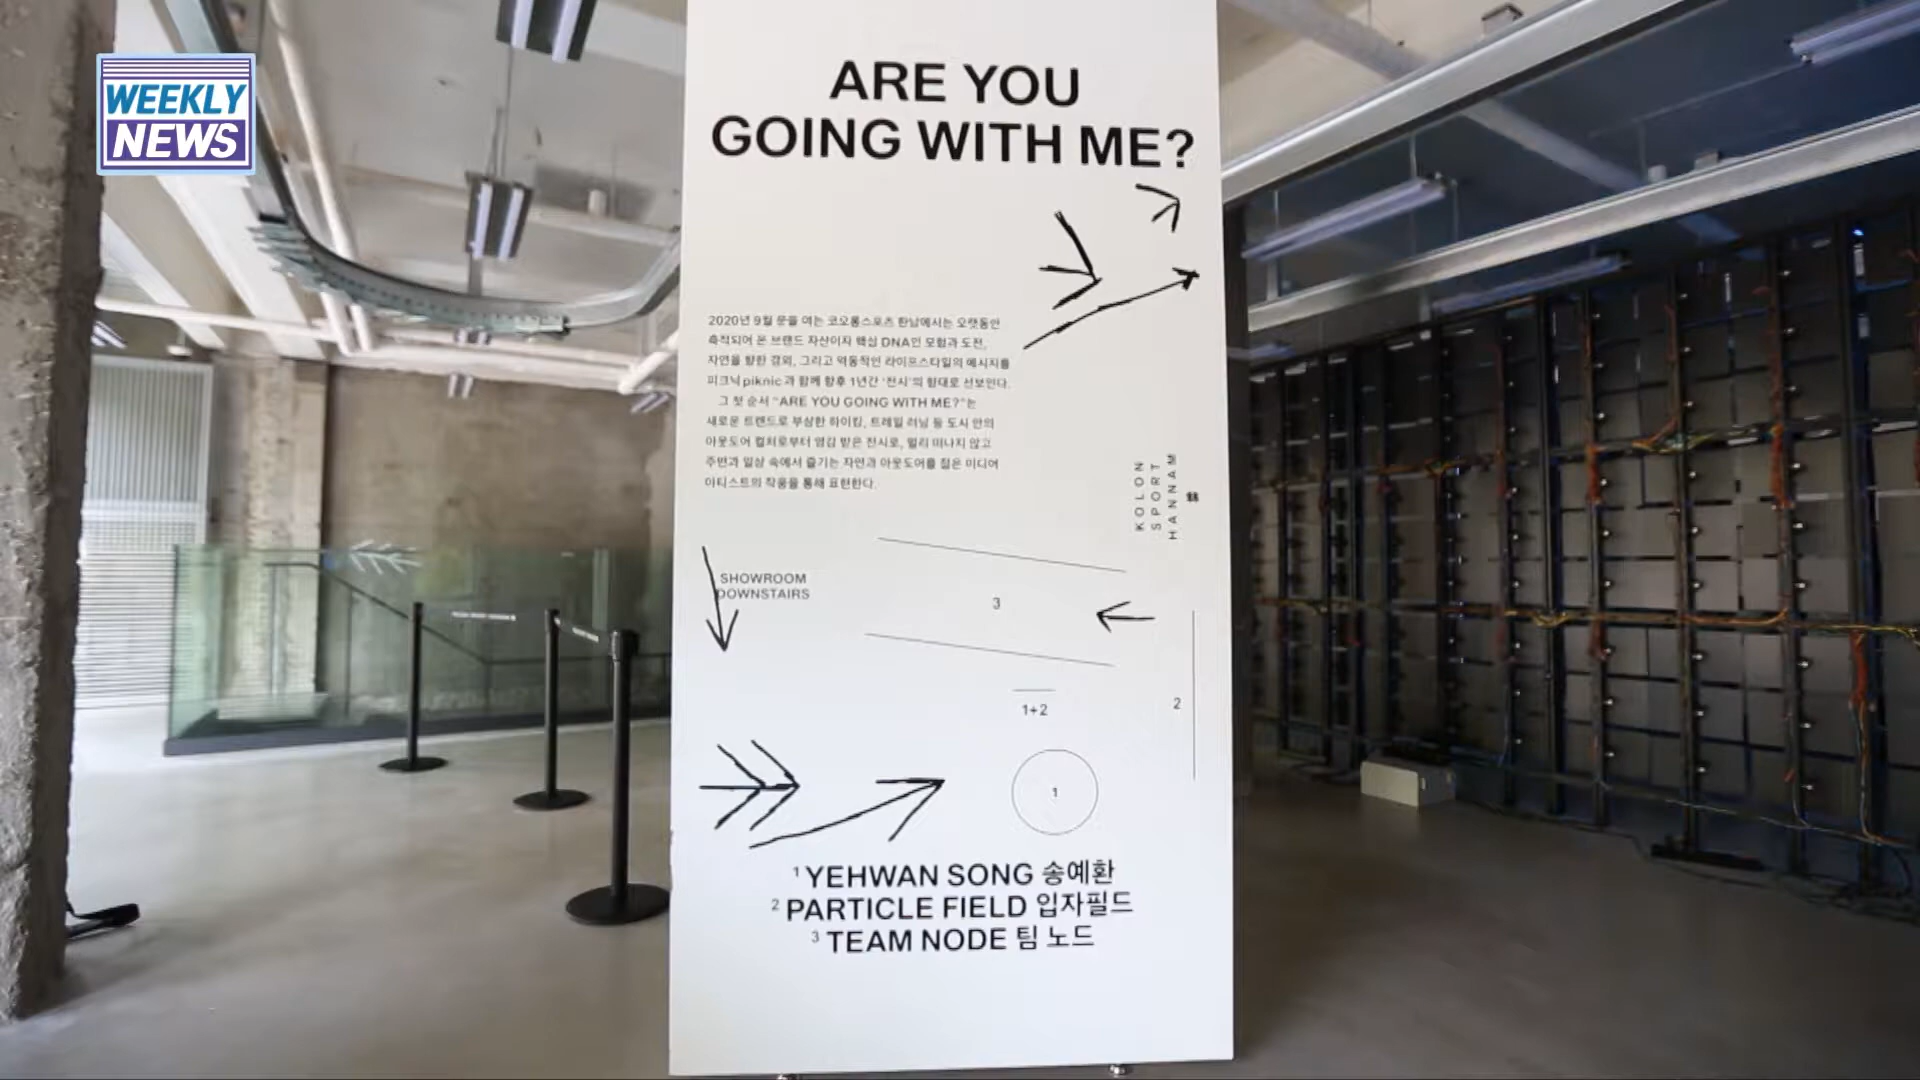 WEEKLY
NEWS
ARE YOU
GOING WITH ME?
2020년 9월 문을 여는 코오롱스포츠 한남에서는 오랫동안
축적되어 온 브랜드 자산이자 핵심 DNA인 모험과 도전,
자연을 향한 경외, 그리고 역동적인 라이프스타일의 메시지를
피크닉 piknic과 함께 향후 1년간 ‘전시’의 형태로 선보인다.
그 첫 순서 “ARE YOU GOING WITH ME?”는
새로운 트렌드로 부상한 하이킹, 트레일 러닝 등 도시 안의
아웃도어 컬처로부터 영감 받은 전시로, 멀리 떠나지 않고
주변과 일상 속에서 즐기는 자연과 아웃도어를 젊은 미디어
아티스트의 작품을 통해 표현한다.
KOLON
SPORT
HANNAM
SHOWROOM
DOWNSTAIRS
3
1+2
2
1
1 YEHWAN SONG 송예환
2 PARTICLE FIELD 입자필드
3 TEAM NODE 팀 노드